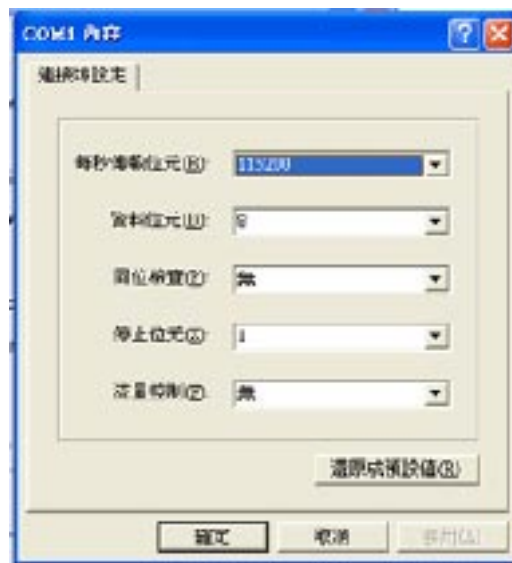 COM1 內容
連接埠設定
每秒傳輸位元(B): 115200
資料位元(D): 8
同位檢查(P): 無
停止位元(S): 1
流量控制(F): 無
還原成預設值(R)
確定 取消 套用(A)